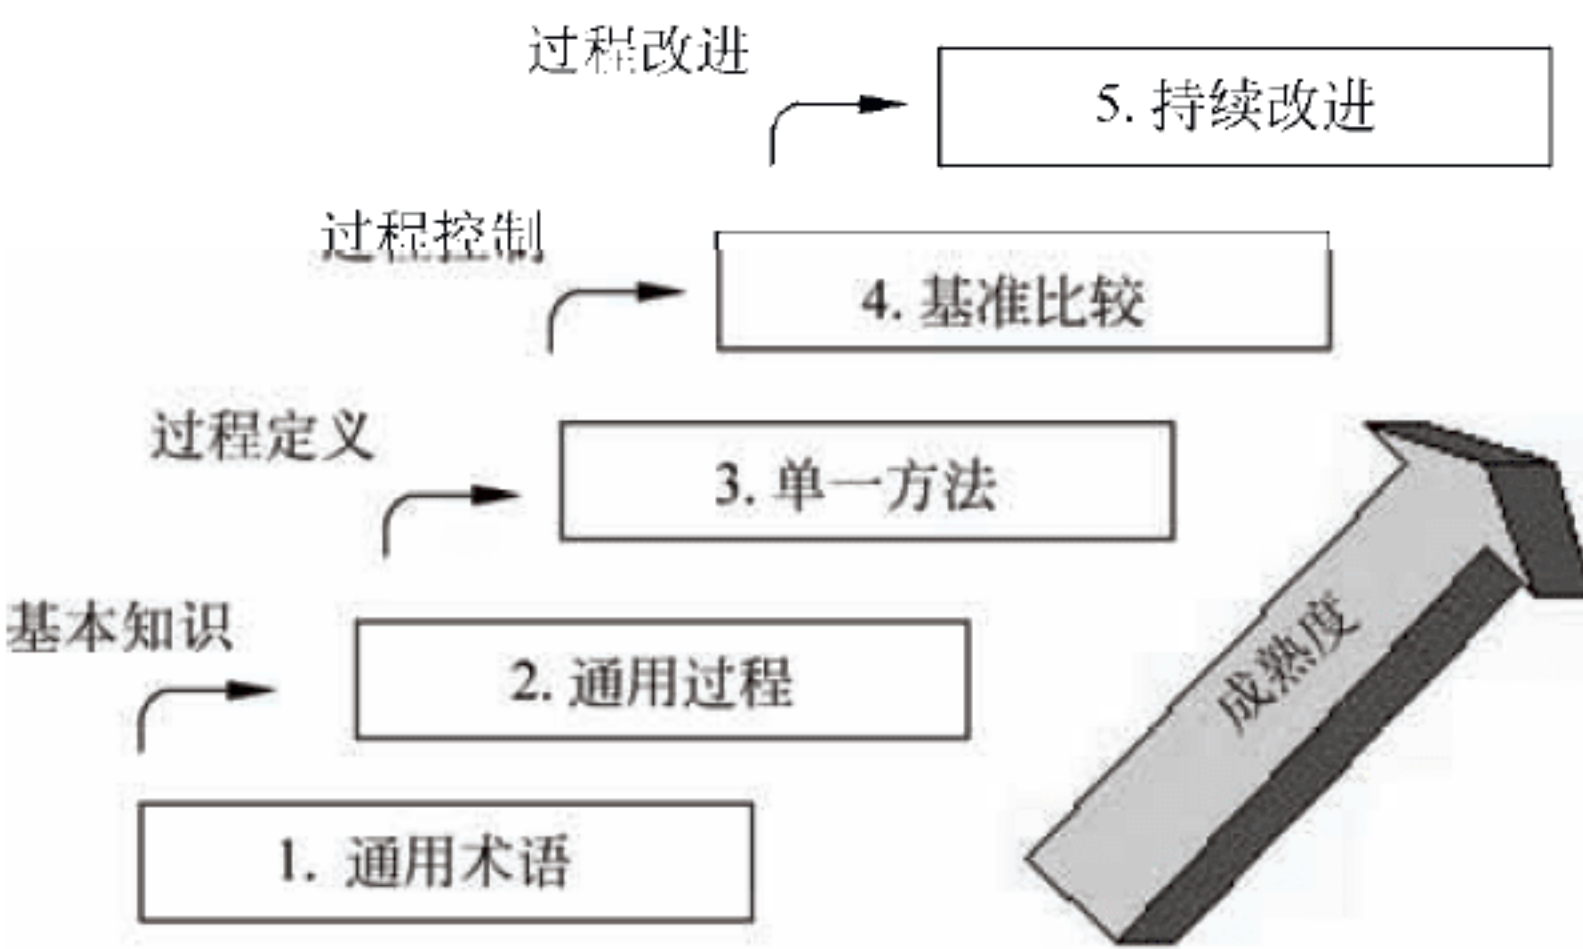 过程改进
5. 持续改进
过程控制
4. 基准比较
过程定义
3. 单一方法
基本知识
2. 通用过程
成熟度
1. 通用术语